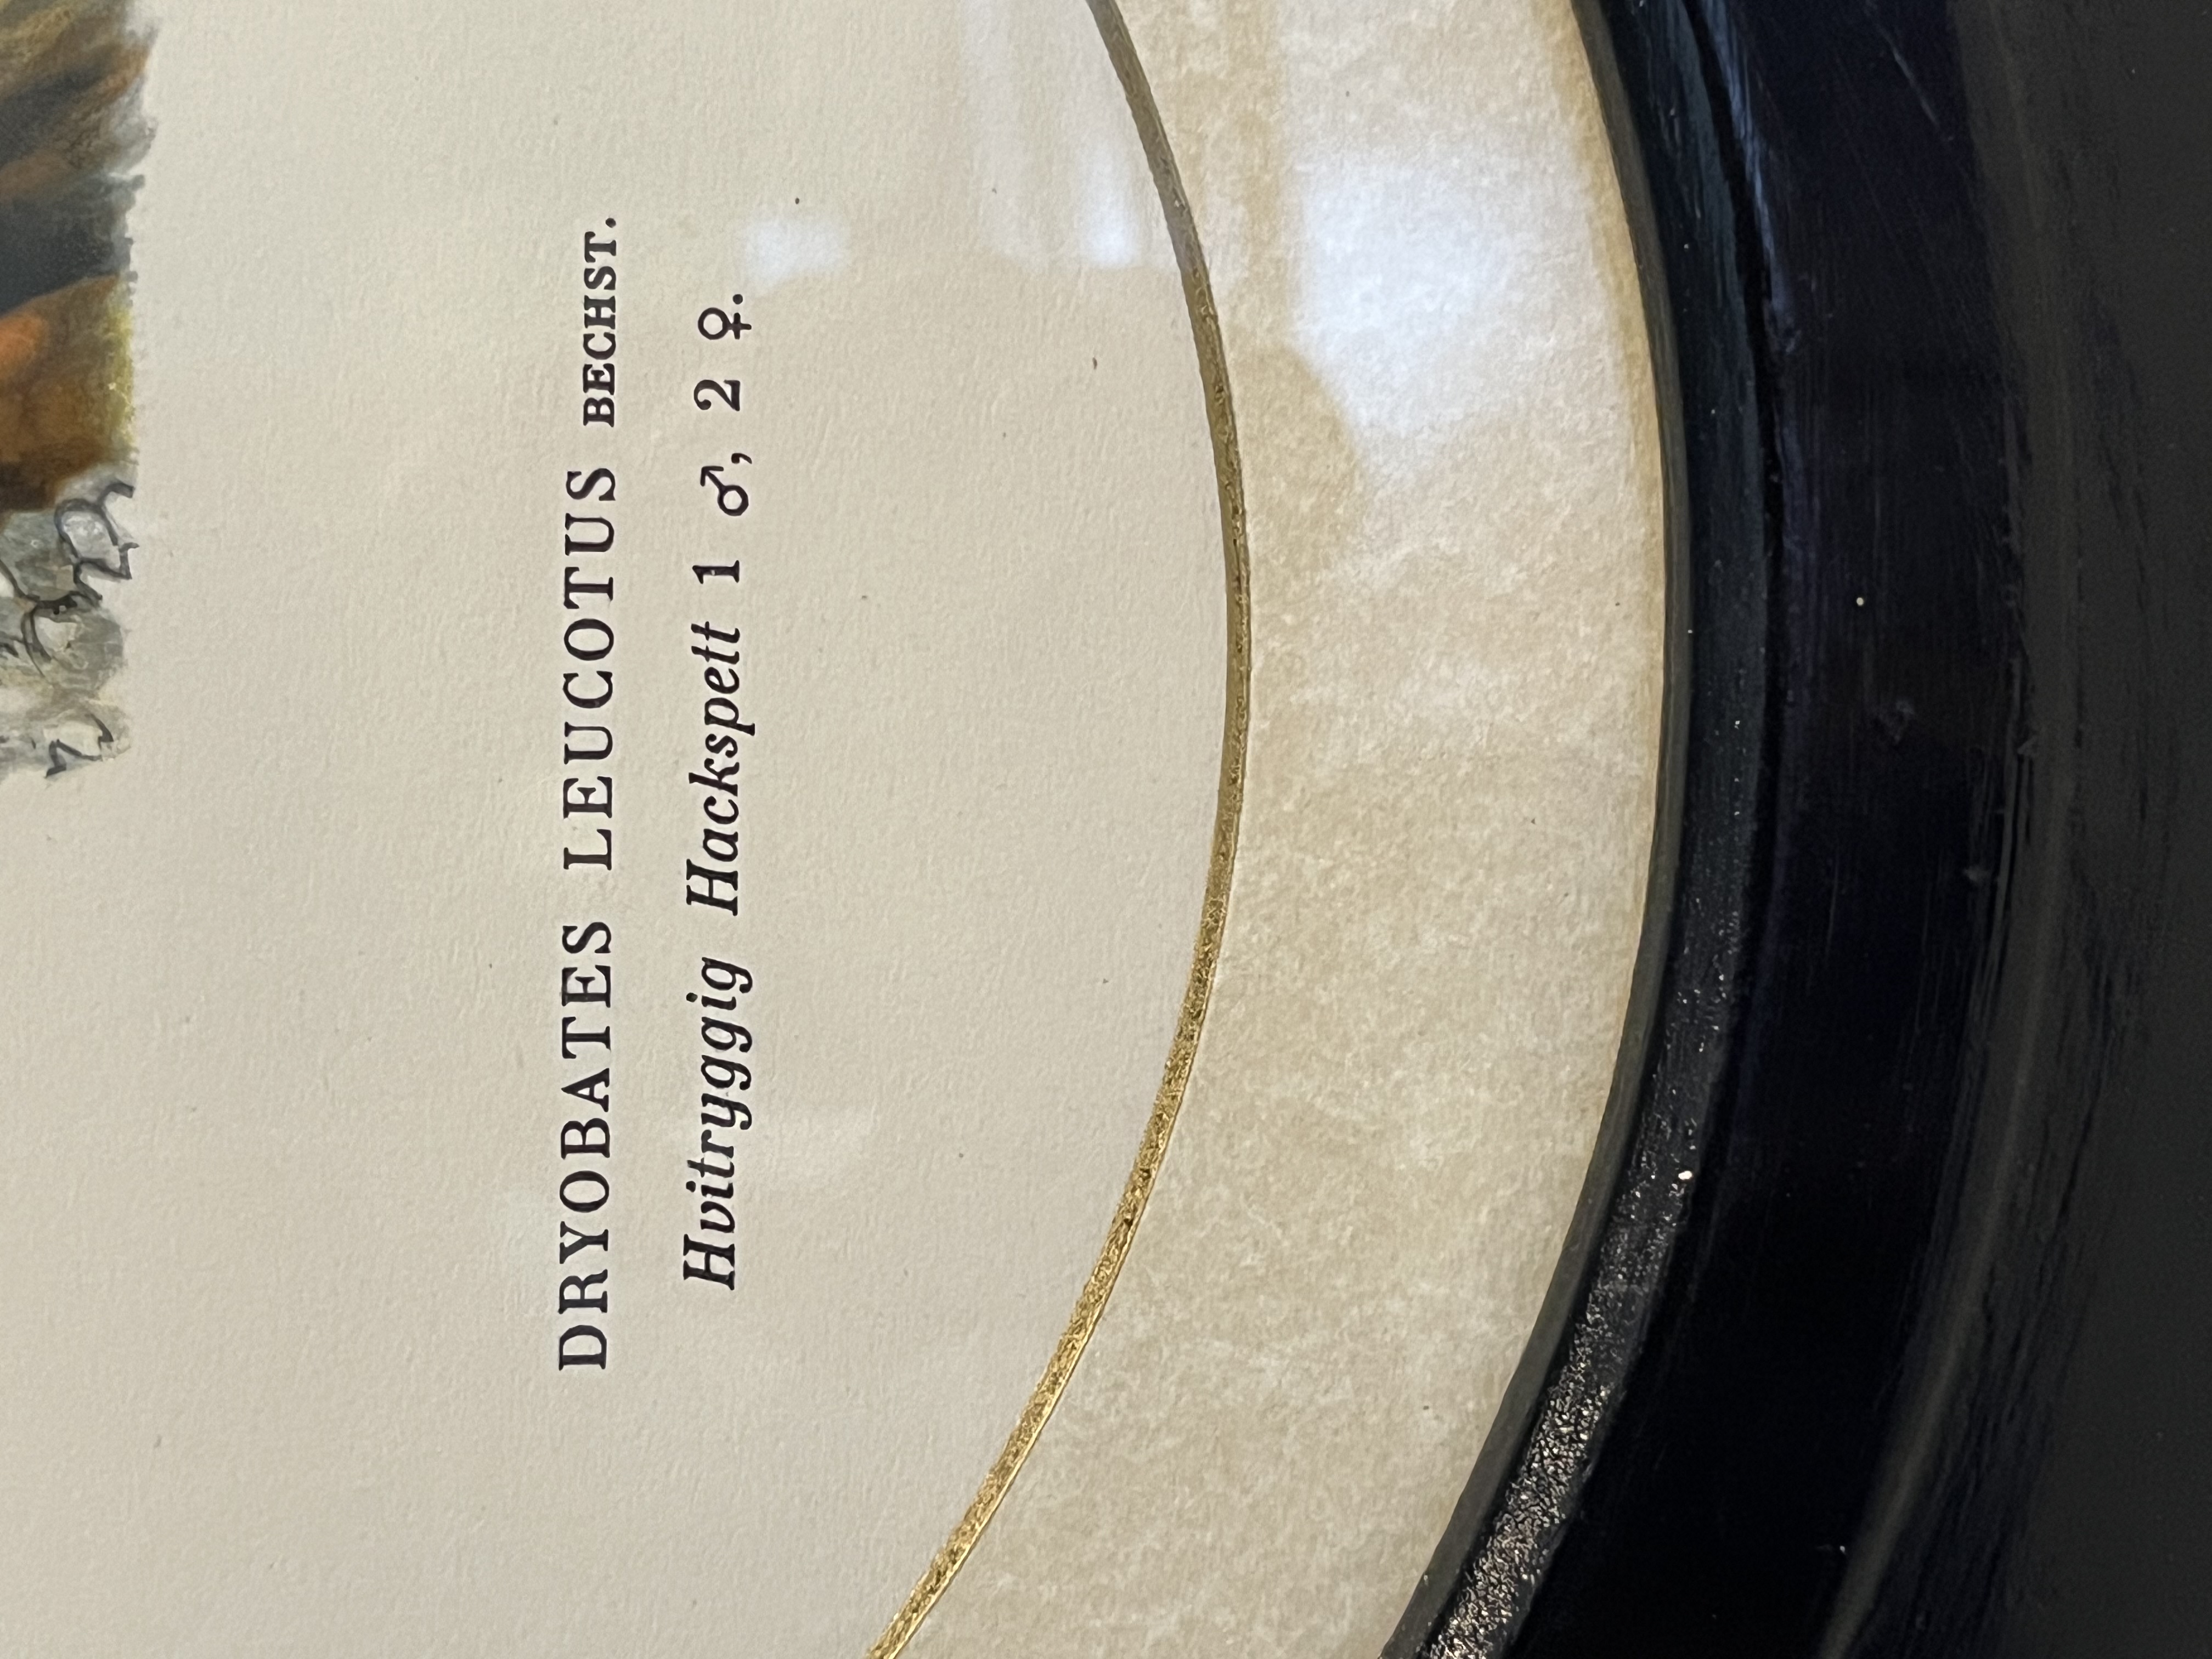 DRYOBATES LEUCOTUS BECHST.
Hvitryggig Hackspett 1 ♂, 2 ♀.